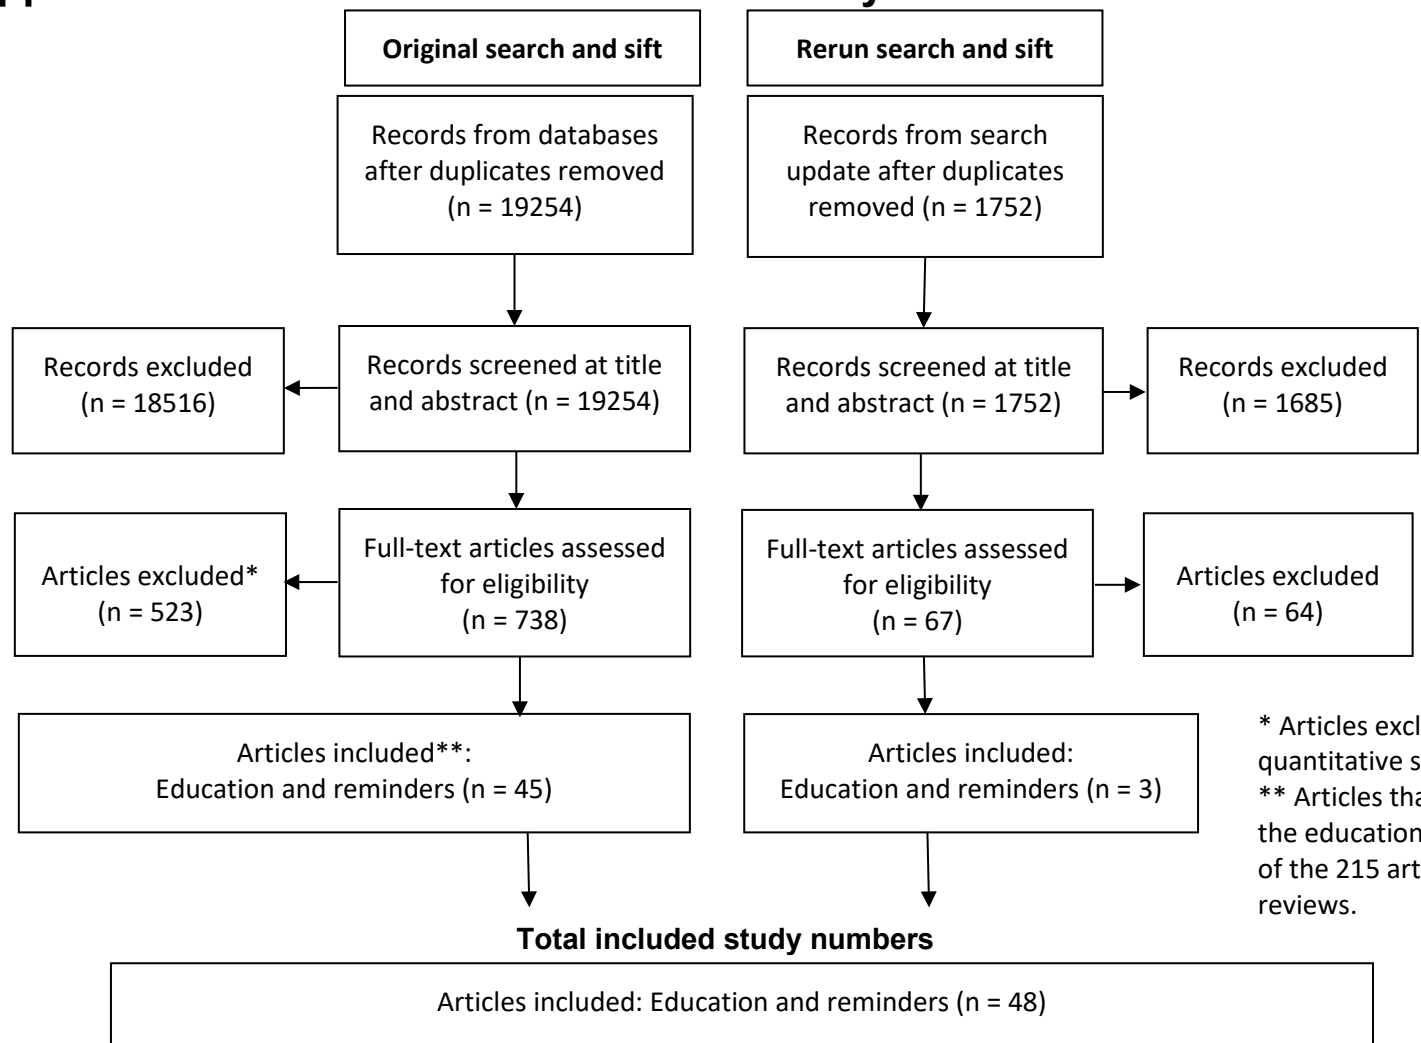 Original search and sift
Rerun search and sift
Records from databases
after duplicates removed
(n = 19254)
Records from search
update after duplicates
removed (n = 1752)
Records excluded
(n = 18516)
Records screened at title
and abstract (n = 19254)
Records screened at title
and abstract (n = 1752)
Records excluded
(n = 1685)
Articles excluded*
(n = 523)
Full-text articles assessed
for eligibility
(n = 738)
Full-text articles assessed
for eligibility
(n = 67)
Articles excluded
(n = 64)
Articles included**:
Education and reminders (n = 45)
Articles included:
Education and reminders (n = 3)
* Articles
quantitative
** Articles
the education
of the 215
reviews.
Total included study numbers
Articles included: Education and reminders (n = 48)